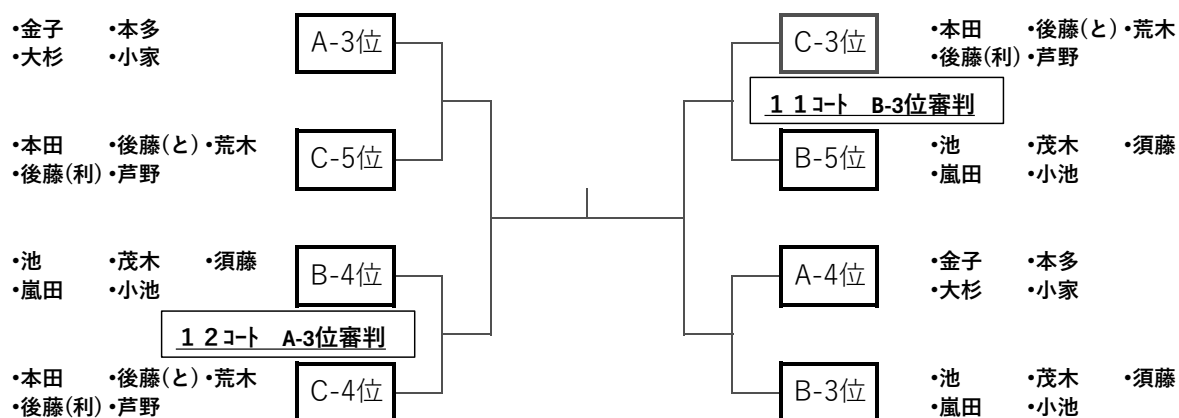 ・金子 ・本多
・大杉 ・小家
A-3位
・本田 ・後藤(と) ・荒木
・後藤(利) ・芦野
C-5位
・池 ・茂木 ・須藤
・嵐田 ・小池
B-4位
１２ｺｰﾄ A-3位審判
・本田 ・後藤(と) ・荒木
・後藤(利) ・芦野
C-4位
C-3位
・本田 ・後藤(と) ・荒木
・後藤(利) ・芦野
１１ｺｰﾄ B-3位審判
B-5位
・池 ・茂木 ・須藤
・嵐田 ・小池
A-4位
・金子 ・本多
・大杉 ・小家
B-3位
・池 ・茂木 ・須藤
・嵐田 ・小池